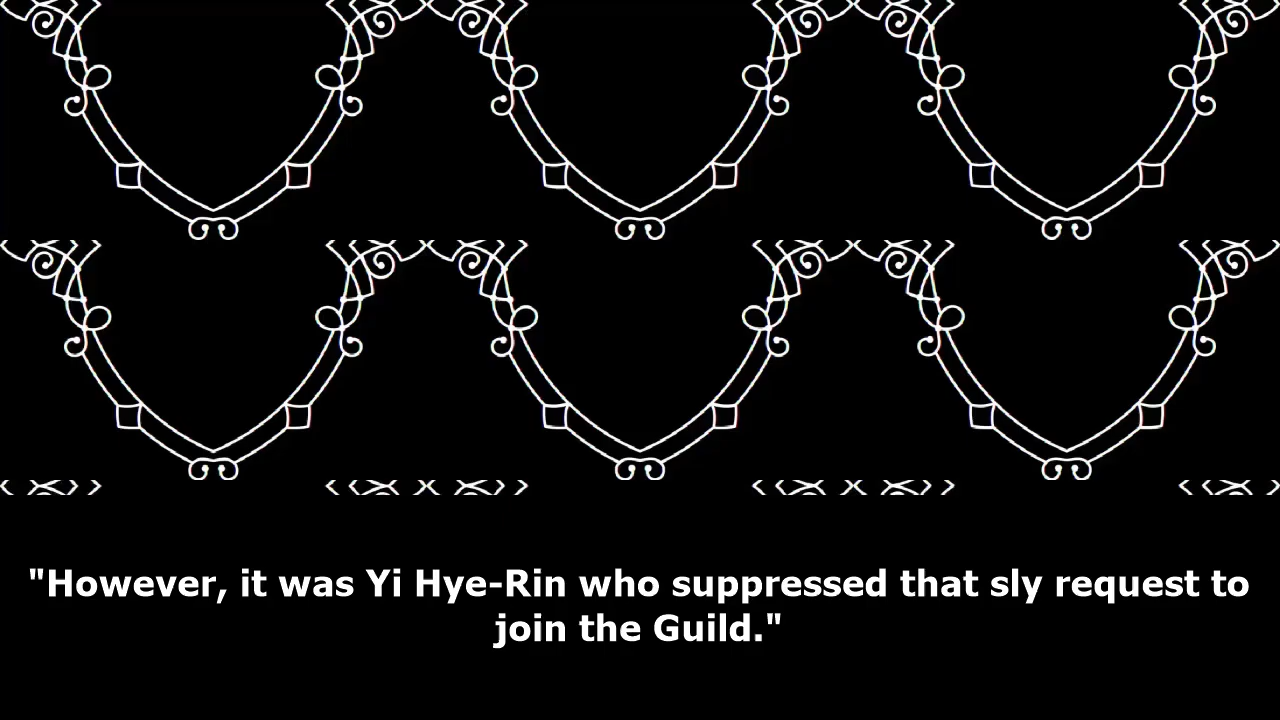 "However, it was Yi Hye-Rin who suppressed that sly request to
join the Guild."